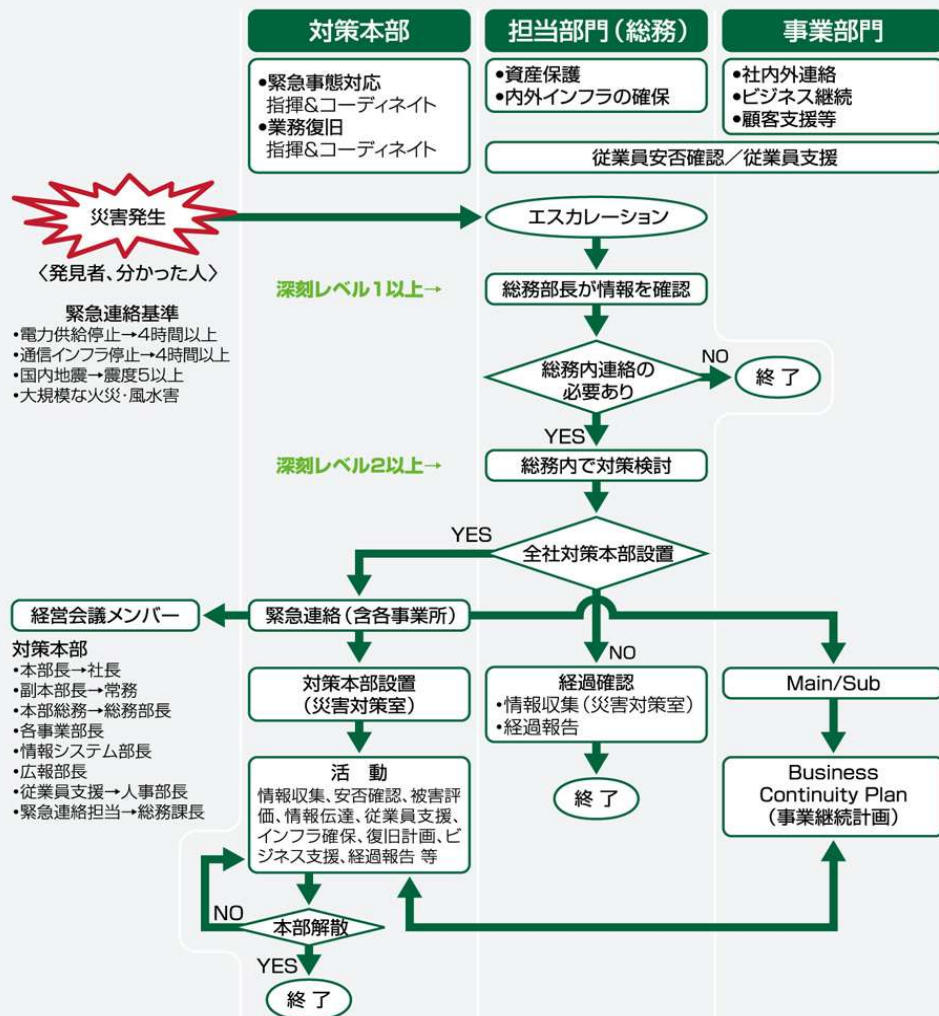 対策本部
担当部門（総務）
事業部門
•緊急事態対応
指揮&コーディネイト
•業務復旧
指揮&コーディネイト
•資産保護
•内外インフラの確保
•社内外連絡
•ビジネス継続
•顧客支援等
従業員安否確認／従業員支援
災害発生
エスカレーション
〈発見者、分かった人〉
深刻レベル1以上→
総務部長が情報を確認
緊急連絡基準
•電力供給停止→4時間以上
•通信インフラ停止→4時間以上
•国内地震→震度5以上
•大規模な火災・風水害
総務内連絡の
必要あり
NO
終 了
YES
深刻レベル2以上→
総務内で対策検討
YES
全社対策本部設置
経営会議メンバー
緊急連絡（含各事業所）
対策本部
•本部長→社長
•副本部長→常務
•本部総務→総務部長
•各事業部長
•情報システム部長
•広報部長
•従業員支援→人事部長
•緊急連絡担当→総務課長
対策本部設置
（災害対策室）
NO
経過確認
•情報収集（災害対策室）
•経過報告
Main/Sub
活　動
情報収集、安否確認、被害評
価、情報伝達、従業員支援、
インフラ確保、復旧計画、ビ
ジネス支援、経過報告 等
終 了
Business
Continuity Plan
（事業継続計画）
NO
本部解散
YES
終 了